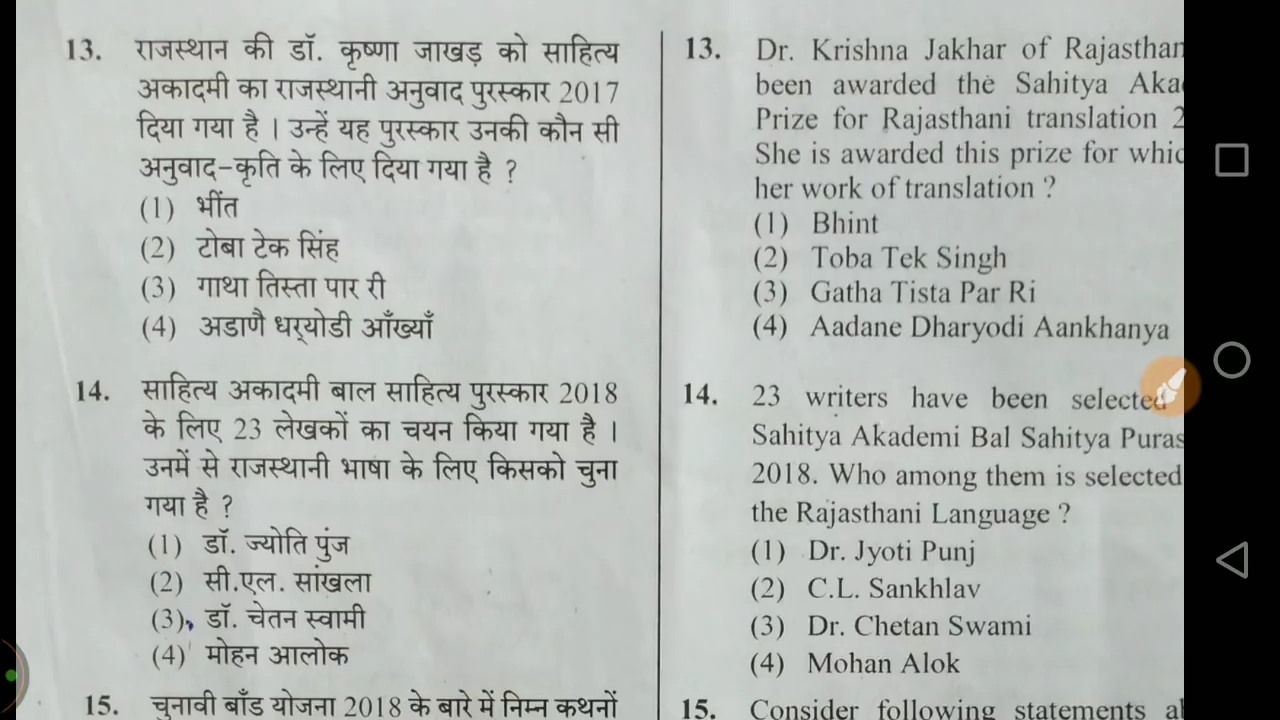 13. राजस्थान की डॉ. कृष्णा जाखड़ को साहित्य
अकादमी का राजस्थानी अनुवाद पुरस्कार 2017
दिया गया है । उन्हें यह पुरस्कार उनकी कौन सी
अनुवाद-कृति के लिए दिया गया है ?
(1) भींत
(2) टोबा टेक सिंह
(3) गाथा तिस्ता पार री
(4) अडाणै धर्‌योडी आँख्याँ
14. साहित्य अकादमी बाल साहित्य पुरस्कार 2018
के लिए 23 लेखकों का चयन किया गया है ।
उनमें से राजस्थानी भाषा के लिए किसको चुना
गया है ?
(1) डॉ. ज्योति पुंज
(2) सी.एल. सांखला
(3) डॉ. चेतन स्वामी
(4) मोहन आलोक
15. चुनावी बाँड योजना 2018 के बारे में निम्न कथनों
13. Dr. Krishna Jakhar of Rajasthan
been awarded the Sahitya Aka
Prize for Rajasthani translation 2
She is awarded this prize for whic
her work of translation ?
(1) Bhint
(2) Toba Tek Singh
(3) Gatha Tista Par Ri
(4) Aadane Dharyodi Aankhanya
14. 23 writers have been selected
Sahitya Akademi Bal Sahitya Puras
2018. Who among them is selected
the Rajasthani Language ?
(1) Dr. Jyoti Punj
(2) C.L. Sankhlav
(3) Dr. Chetan Swami
(4) Mohan Alok
15. Consider following statements a